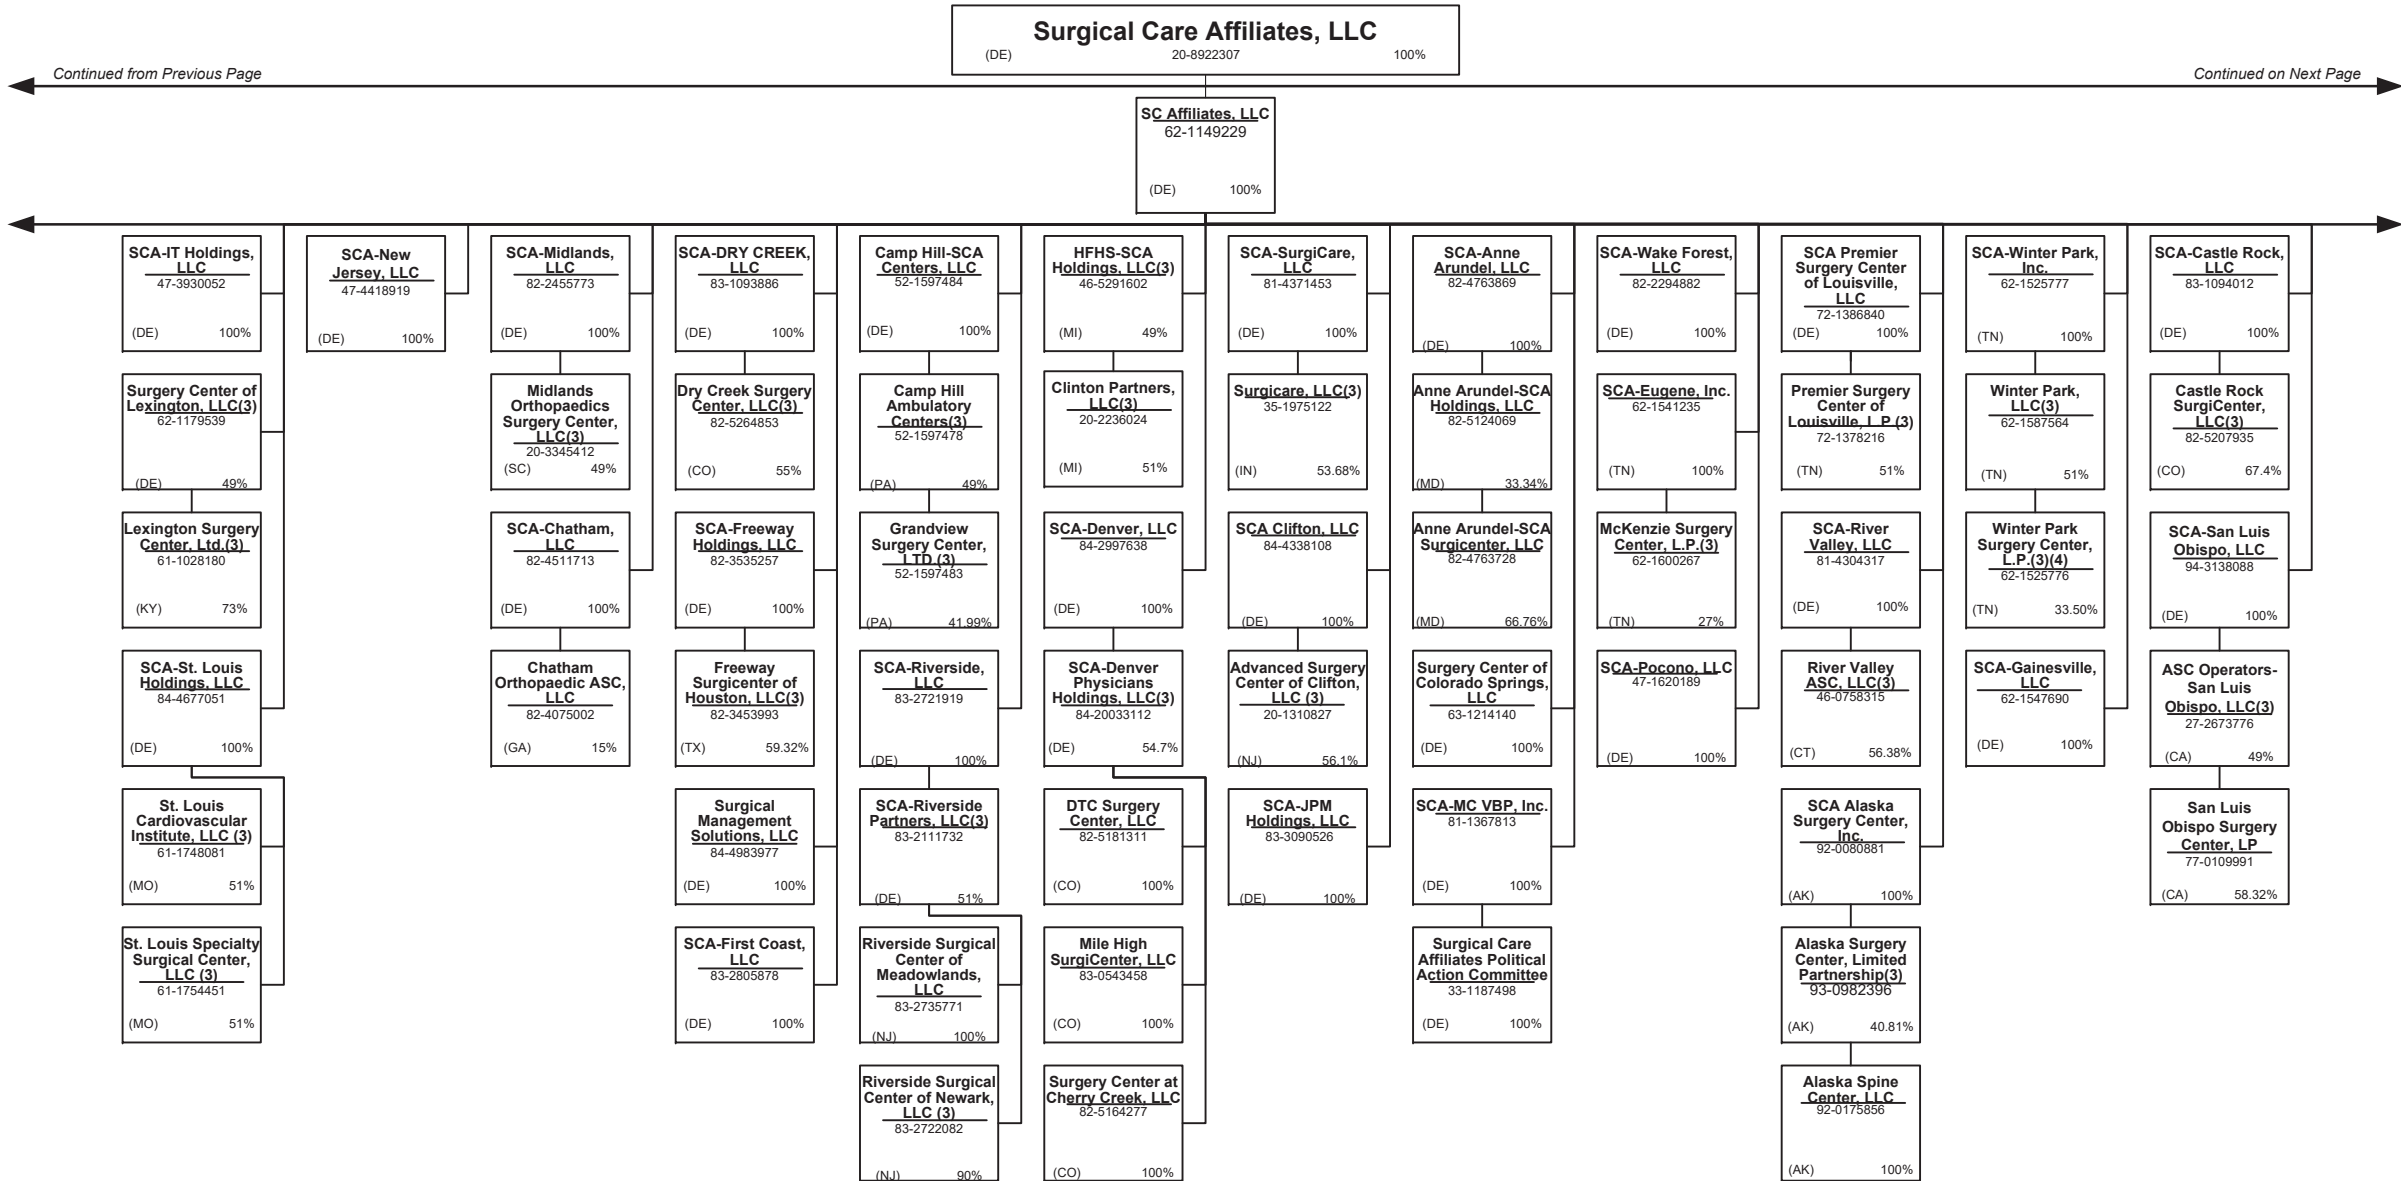 Surgical Care Affiliates, LLC
(DE) 20-8922307 100%
Continued from Previous Page
Continued on Next Page
SC Affiliates, LLC
62-1149229
(DE) 100%
SCA-IT Holdings,
LLC
47-3930052
(DE) 100%
Surgery Center of
Lexington, LLC(3)
62-1179539
(DE) 49%
Lexington Surgery
Center, Ltd.(3)
61-1028180
(KY) 73%
SCA-St. Louis
Holdings, LLC
84-4677051
(DE) 100%
St. Louis
Cardiovascular
Institute, LLC (3)
61-1748081
(MO) 51%
St. Louis Specialty
Surgical Center,
LLC (3)
61-1754451
(MO) 51%
SCA-New
Jersey, LLC
47-4418919
(DE) 100%
SCA-Midlands,
LLC
82-2455773
(DE) 100%
Midlands
Orthopaedics
Surgery Center,
LLC(3)
20-3345412
(SC) 49%
SCA-Chatham,
LLC
82-4511713
(DE) 100%
Chatham
Orthopaedic ASC,
LLC
82-4075002
(GA) 15%
SCA-DRY CREEK,
LLC
83-1093886
(DE) 100%
Dry Creek Surgery
Center, LLC(3)
82-5264853
(CO) 55%
SCA-Freeway
Holdings, LLC
82-3535257
(DE) 100%
Freeway
Surgicenter of
Houston, LLC(3)
82-3453993
(TX) 59.32%
Surgical
Management
Solutions, LLC
84-4983977
(DE) 100%
SCA-First Coast,
LLC
83-2805878
(DE) 100%
Camp Hill-SCA
Centers, LLC
52-1597484
(DE) 100%
Camp Hill
Ambulatory
Centers(3)
52-1597478
(PA) 49%
Grandview
Surgery Center,
LTD.(3)
52-1597483
(PA) 41.99%
SCA-Riverside,
LLC
83-2721919
(DE) 100%
SCA-Riverside
Partners, LLC(3)
83-2111732
(DE) 51%
Riverside Surgical
Center of
Meadowlands,
LLC
83-2735771
(NJ) 100%
Riverside Surgical
Center of Newark,
LLC (3)
83-2722082
(NJ) 90%
HFHS-SCA
Holdings, LLC(3)
46-5291602
(MI) 49%
Clinton Partners,
LLC(3)
20-2236024
(MI) 51%
SCA-Denver, LLC
84-2997638
(DE) 100%
SCA-Denver
Physicians
Holdings, LLC(3)
84-20033112
(DE) 54.7%
DTC Surgery
Center, LLC
82-5181311
(CO) 100%
Mile High
SurgiCenter, LLC
83-0543458
(CO) 100%
Surgery Center at
Cherry Creek, LLC
82-5164277
(CO) 100%
SCA-SurgiCare,
LLC
81-4371453
(DE) 100%
Surgicare, LLC(3)
35-1975122
(IN) 53.68%
SCA Clifton, LLC
84-4338108
(DE) 100%
Advanced Surgery
Center of Clifton,
LLC (3)
20-1310827
(NJ) 56.1%
SCA-JPM
Holdings, LLC
83-3090526
(DE) 100%
SCA-Anne
Arundel, LLC
82-4763869
(DE) 100%
Anne Arundel-SCA
Holdings, LLC
82-5124069
(MD) 33.34%
Anne Arundel-SCA
Surgicenter, LLC
82-4763728
(MD) 66.76%
Surgery Center of
Colorado Springs,
LLC
63-1214140
(DE) 100%
SCA-MC VBP, Inc.
81-1367813
(DE) 100%
Surgical Care
Affiliates Political
Action Committee
33-1187498
(DE) 100%
SCA-Wake Forest,
LLC
82-2294882
(DE) 100%
SCA-Eugene, Inc.
62-1541235
(TN) 100%
McKenzie Surgery
Center, L.P.(3)
62-1600267
(TN) 27%
SCA-Pocono, LLC
47-1620189
(DE) 100%
SCA Premier
Surgery Center
of Louisville,
LLC
72-1386840
(DE) 100%
Premier Surgery
Center of
Louisville, L.P.(3)
72-1378216
(TN) 51%
SCA-River
Valley, LLC
81-4304317
(DE) 100%
River Valley
ASC, LLC(3)
46-0758315
(CT) 56.38%
SCA Alaska
Surgery Center,
Inc.
92-0080881
(AK) 100%
Alaska Surgery
Center, Limited
Partnership(3)
93-0982396
(AK) 40.81%
Alaska Spine
Center, LLC
92-0175856
(AK) 100%
SCA-Winter Park,
Inc.
62-1525777
(TN) 100%
Winter Park,
LLC(3)
62-1587564
(TN) 51%
Winter Park
Surgery Center,
L.P.(3)(4)
62-1525776
(TN) 33.50%
SCA-Gainesville,
LLC
62-1547690
(DE) 100%
SCA-Castle Rock,
LLC
83-1094012
(DE) 100%
Castle Rock
SurgiCenter,
LLC(3)
82-5207935
(CO) 67.4%
SCA-San Luis
Obispo, LLC
94-3138088
(DE) 100%
ASC Operators-
San Luis
Obispo, LLC(3)
27-2673776
(CA) 49%
San Luis
Obispo Surgery
Center, LP
77-0109991
(CA) 58.32%